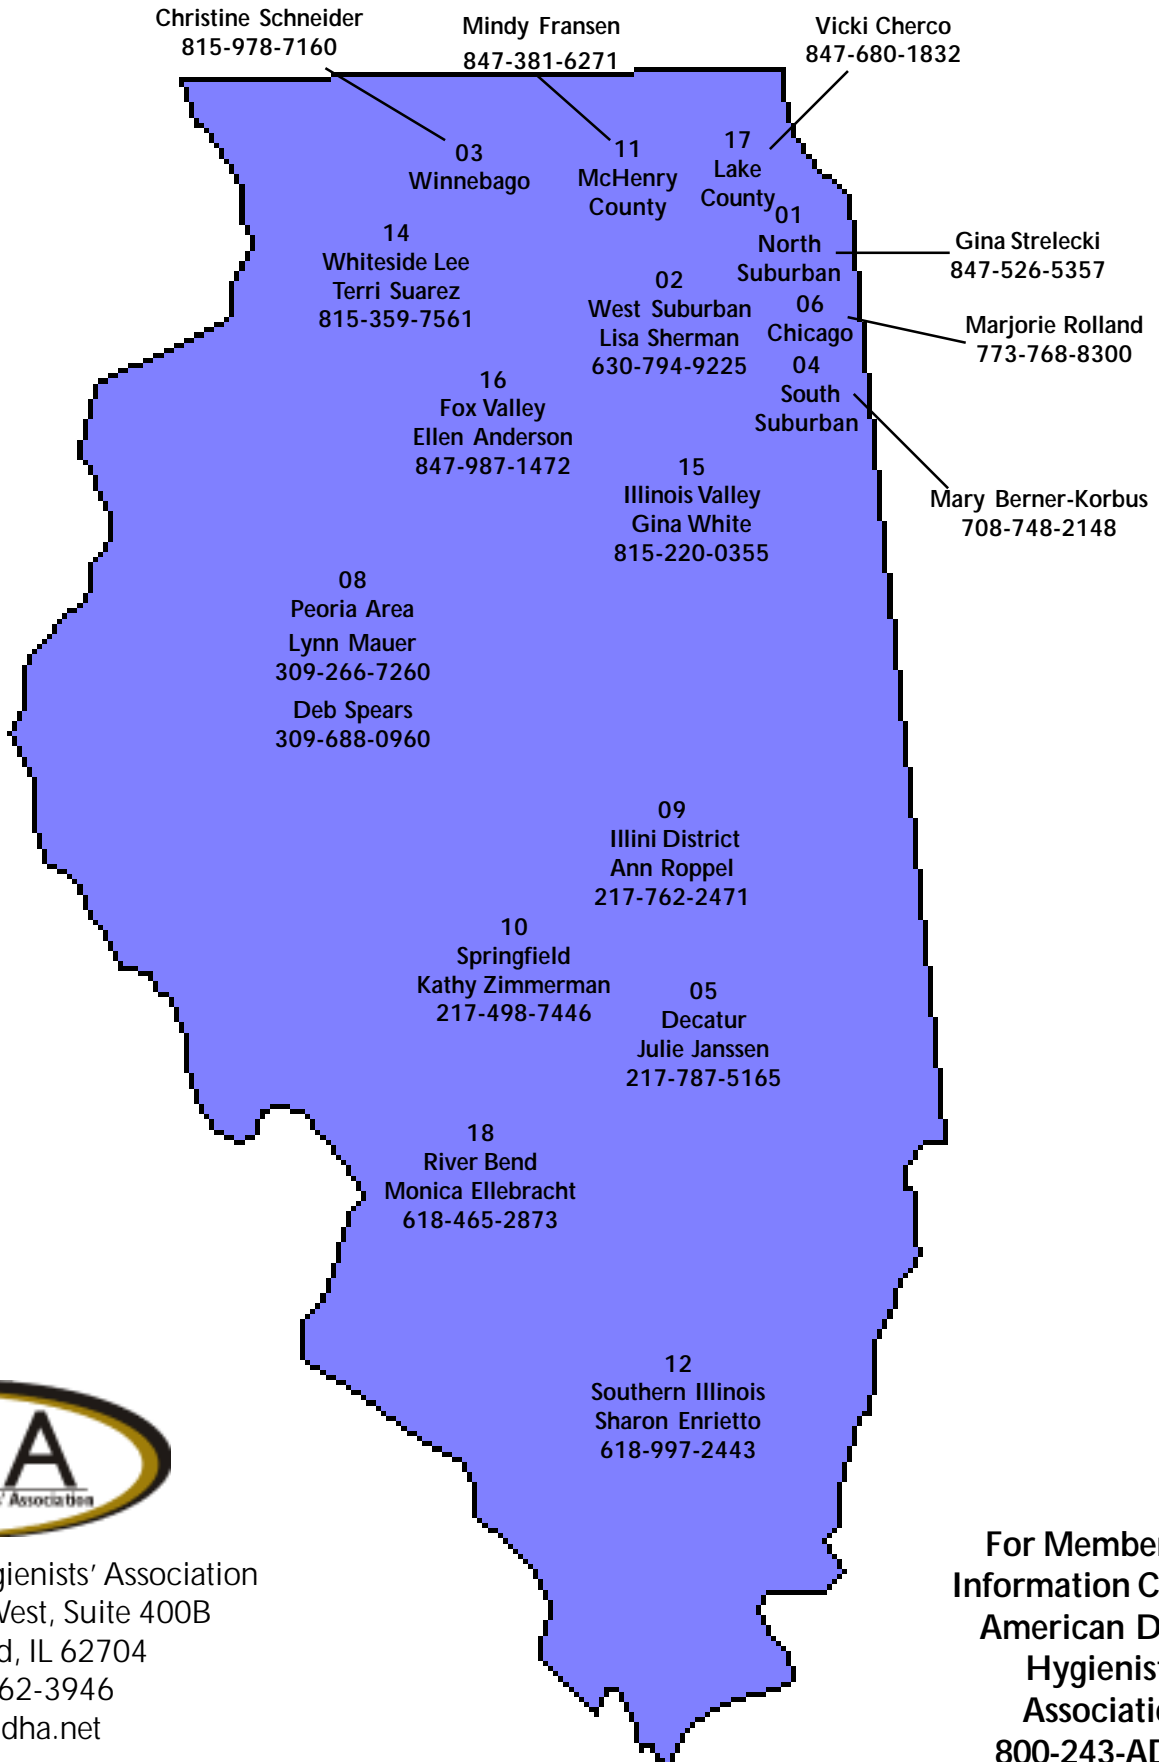 Christine Schneider
815-978-7160
Mindy Fransen
847-381-6271
Vicki Cherco
847-680-1832
03
Winnebago
11
McHenry
County
17
Lake
County
01
North
Suburban
Gina Strelecki
847-526-5357
14
Whiteside Lee
Terri Suarez
815-359-7561
02
West Suburban
Lisa Sherman
630-794-9225
06
Chicago
Marjorie Rolland
773-768-8300
04
South
Suburban
Mary Berner-Korbus
708-748-2148
16
Fox Valley
Ellen Anderson
847-987-1472
15
Illinois Valley
Gina White
815-220-0355
08
Peoria Area
Lynn Mauer
309-266-7260
Deb Spears
309-688-0960
09
Illini District
Ann Roppel
217-762-2471
10
Springfield
Kathy Zimmerman
217-498-7446
05
Decatur
Julie Janssen
217-787-5165
18
River Bend
Monica Ellebracht
618-465-2873
12
Southern Illinois
Sharon Enrietto
618-997-2443
A
' Association
gienists' Association
West, Suite 400B
d, IL 62704
62-3946
dha.net
For Member
Information C
American D
Hygienist
Associatio
800-243-AD